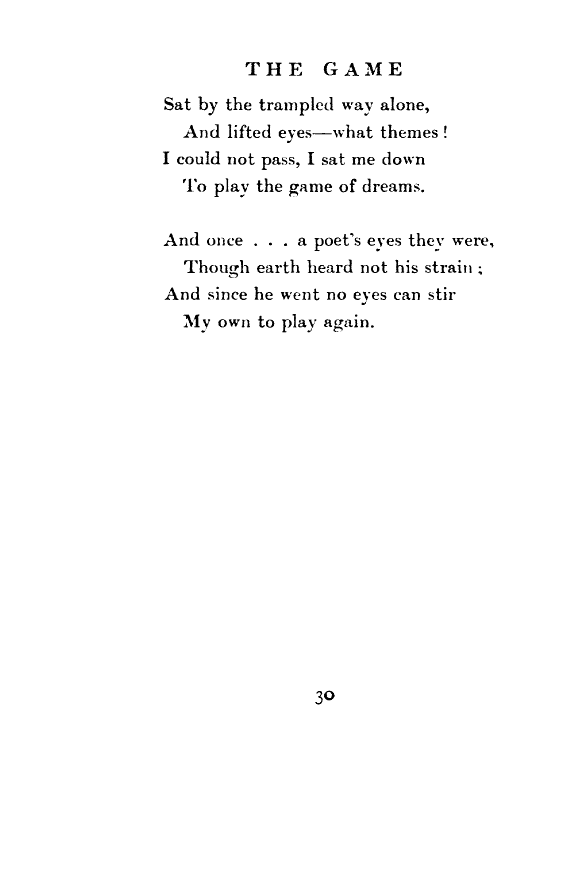 THE GAME
Sat by the trampled way alone,
And lifted eyes—what themes!
I could not pass, I sat me down
To play the game of dreams.

And once . . . a poet's eyes they were,
Though earth heard not his strain;
And since he went no eyes can stir
My own to play again.

30